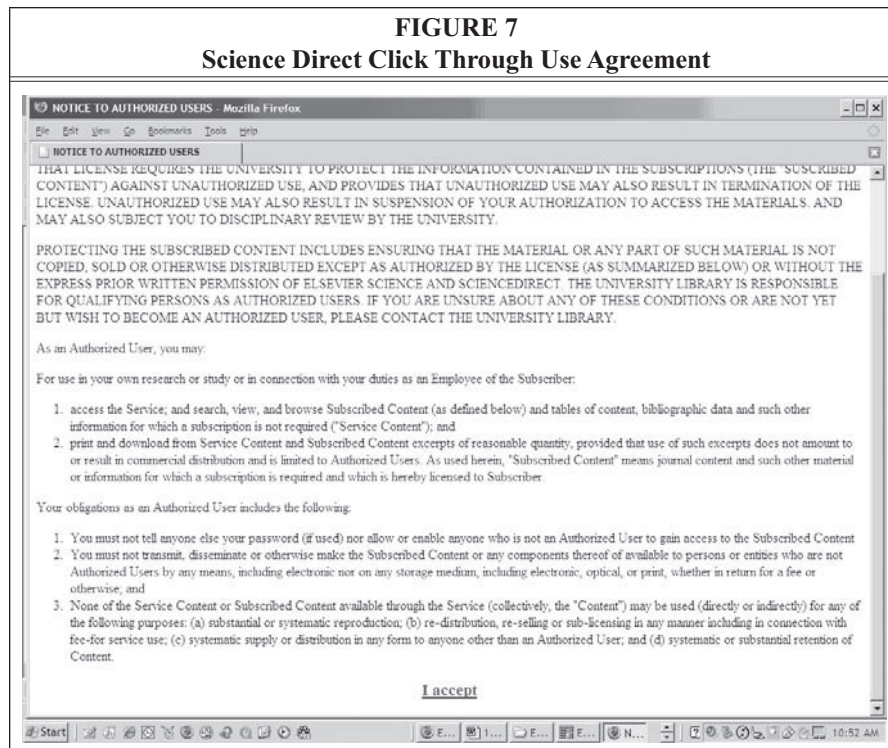 FIGURE 7
Science Direct Click Through Use Agreement
NOTICE TO AUTHORIZED USERS - Mozilla Firefox
File Edit View Go Bookmarks Tools Help
NOTICE TO AUTHORIZED USERS
THAT LICENSE REQUIRES THE UNIVERSITY TO PROTECT THE INFORMATION CONTAINED IN THE SUBSCRIPTIONS (THE "SUSCRIBED
CONTENT") AGAINST UNAUTHORIZED USE, AND PROVIDES THAT UNAUTHORIZED USE MAY ALSO RESULT IN TERMINATION OF THE
LICENSE. UNAUTHORIZED USE MAY ALSO RESULT IN SUSPENSION OF YOUR AUTHORIZATION TO ACCESS THE MATERIALS. AND
MAY ALSO SUBJECT YOU TO DISCIPLINARY REVIEW BY THE UNIVERSITY.
PROTECTING THE SUBSCRIBED CONTENT INCLUDES ENSURING THAT THE MATERIAL OR ANY PART OF SUCH MATERIAL IS NOT
COPIED, SOLD OR OTHERWISE DISTRIBUTED EXCEPT AS AUTHORIZED BY THE LICENSE (AS SUMMARIZED BELOW) OR WITHOUT THE
EXPRESS PRIOR WRITTEN PERMISSION OF ELSEVIER SCIENCE AND SCIENCEDIRECT. THE UNIVERSITY LIBRARY IS RESPONSIBLE
FOR QUALIFYING PERSONS AS AUTHORIZED USERS. IF YOU ARE UNSURE ABOUT ANY OF THESE CONDITIONS OR ARE NOT YET
BUT WISH TO BECOME AN AUTHORIZED USER, PLEASE CONTACT THE UNIVERSITY LIBRARY.
As an Authorized User, you may:
For use in your own research or study or in connection with your duties as an Employee of the Subscriber:
1. access the Service; and search, view, and browse Subscribed Content (as defined below) and tables of content, bibliographic data and such other
information for which a subscription is not required ("Service Content"); and
2. print and download from Service Content and Subscribed Content excerpts of reasonable quantity, provided that use of such excerpts does not amount to
or result in commercial distribution and is limited to Authorized Users. As used herein, "Subscribed Content" means journal content and such other material
or information for which a subscription is required and which is hereby licensed to Subscriber.
Your obligations as an Authorized User includes the following:
1. You must not tell anyone else your password (if used) nor allow or enable anyone who is not an Authorized User to gain access to the Subscribed Content
2. You must not transmit, disseminate or otherwise make the Subscribed Content or any components thereof of available to persons or entities who are not
Authorized Users by any means, including electronic nor on any storage medium, including electronic, optical, or print, whether in return for a fee or
otherwise; and
3. None of the Service Content or Subscribed Content available through the Service (collectively, the "Content") may be used (directly or indirectly) for any of
the following purposes: (a) substantial or systematic reproduction; (b) re-distribution, re-selling or sub-licensing in any manner including in connection with
fee-for service use; (c) systematic supply or distribution in any form to anyone other than an Authorized User; and (d) systematic or substantial retention of
Content.
I accept
Start E... 1... E... E... N... 10:52 AM